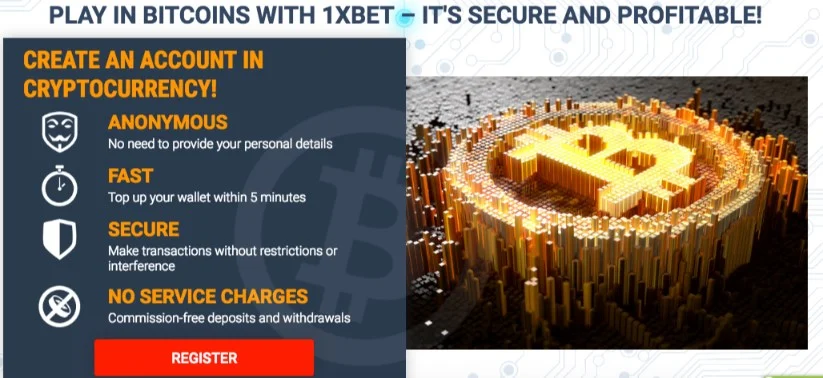 PLAY IN BITCOINS WITH 1XBET – IT'S SECURE AND PROFITABLE!
CREATE AN ACCOUNT IN
CRYPTOCURRENCY!
ANONYMOUS
No need to provide your personal details
FAST
Top up your wallet within 5 minutes
SECURE
Make transactions without restrictions or
interference
NO SERVICE CHARGES
Commission-free deposits and withdrawals
REGISTER